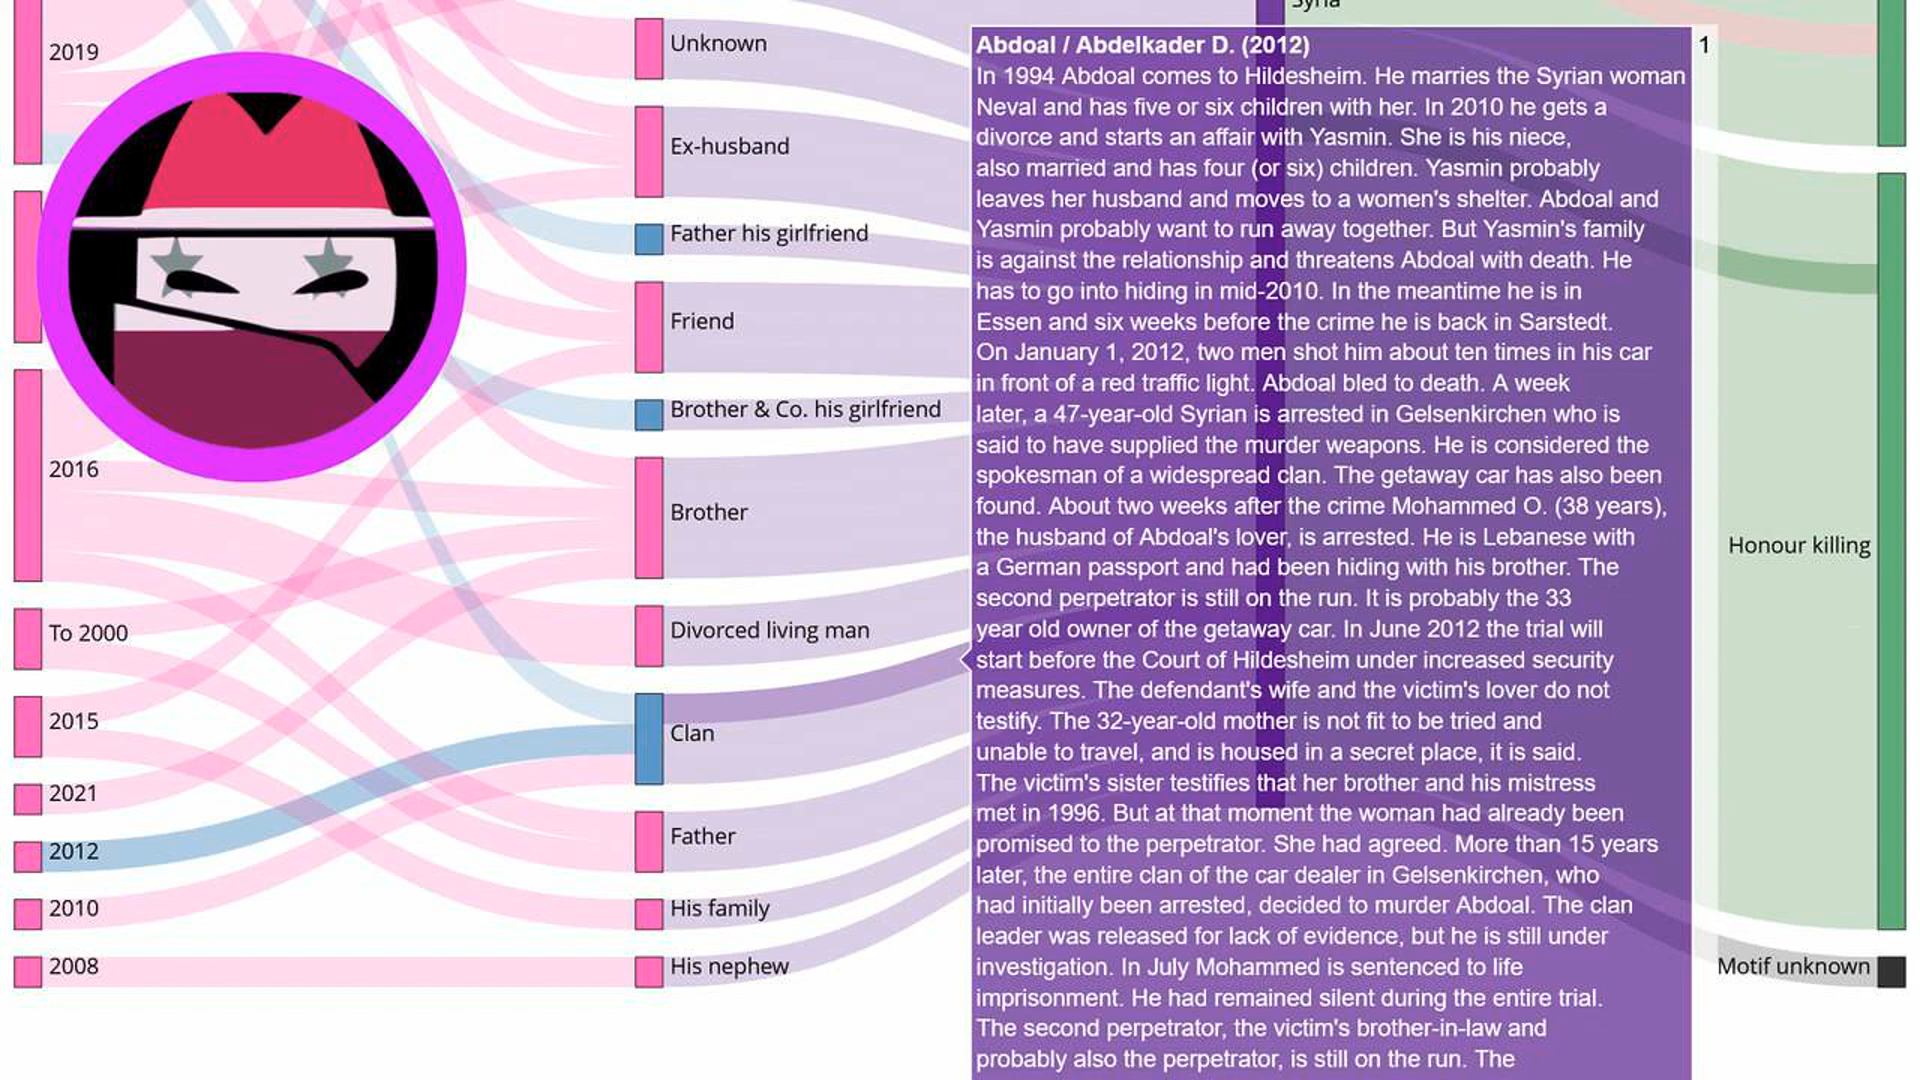 Syria
2019
2016
To 2000
2015
2021
2012
2010
2008
Unknown
Ex-husband
Father his girlfriend
Friend
Brother & Co. his girlfriend
Brother
Divorced living man
Clan
Father
His family
His nephew
Abdoal / Abdelkader D. (2012)
In 1994 Abdoal comes to Hildesheim. He marries the Syrian woman
Neval and has five or six children with her. In 2010 he gets a
divorce and starts an affair with Yasmin. She is his niece,
also married and has four (or six) children. Yasmin probably
leaves her husband and moves to a women's shelter. Abdoal and
Yasmin probably want to run away together. But Yasmin's family
is against the relationship and threatens Abdoal with death. He
has to go into hiding in mid-2010. In the meantime he is in
Essen and six weeks before the crime he is back in Sarstedt.
On January 1, 2012, two men shot him about ten times in his car
in front of a red traffic light. Abdoal bled to death. A week
later, a 47-year-old Syrian is arrested in Gelsenkirchen who is
said to have supplied the murder weapons. He is considered the
spokesman of a widespread clan. The getaway car has also been
found. About two weeks after the crime Mohammed O. (38 years),
the husband of Abdoal's lover, is arrested. He is Lebanese with
a German passport and had been hiding with his brother. The
second perpetrator is still on the run. It is probably the 33
year old owner of the getaway car. In June 2012 the trial will
start before the Court of Hildesheim under increased security
measures. The defendant's wife and the victim's lover do not
testify. The 32-year-old mother is not fit to be tried and
unable to travel, and is housed in a secret place, it is said.
The victim's sister testifies that her brother and his mistress
met in 1996. But at that moment the woman had already been
promised to the perpetrator. She had agreed. More than 15 years
later, the entire clan of the car dealer in Gelsenkirchen, who
had initially been arrested, decided to murder Abdoal. The clan
leader was released for lack of evidence, but he is still under
investigation. In July Mohammed is sentenced to life
imprisonment. He had remained silent during the entire trial.
The second perpetrator, the victim's brother-in-law and
probably also the perpetrator, is still on the run. The
1
Honour killing
Motif unknown